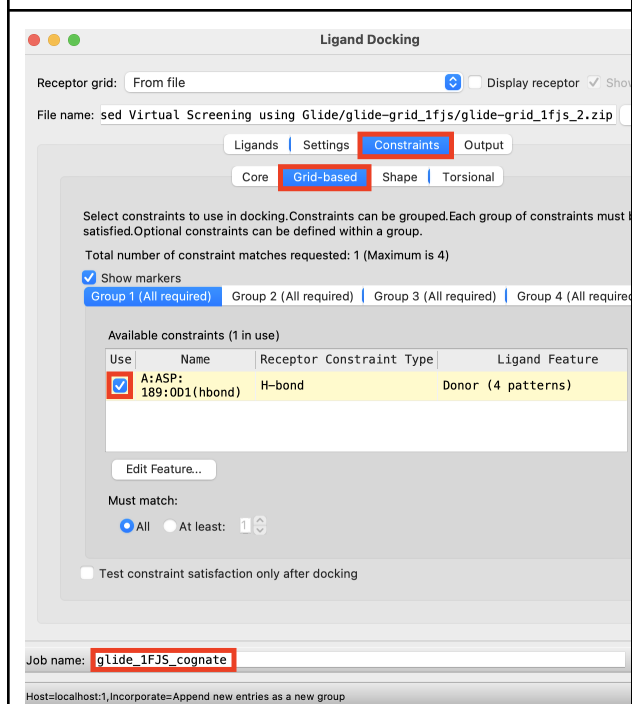 Ligand Docking
Receptor grid: From file Display receptor Sho
File name: sed Virtual Screening using Glide/glide-grid_1fjs/glide-grid_1fjs_2.zip
Ligands Settings Constraints Output
Core Grid-based Shape Torsional
Select constraints to use in docking.Constraints can be grouped.Each group of constraints must
satisfied.Optional constraints can be defined within a group.
Total number of constraint matches requested: 1 (Maximum is 4)
Show markers
Group 1 (All required) Group 2 (All required) Group 3 (All required) Group 4 (All require
Available constraints (1 in use)
Use Name Receptor Constraint Type Ligand Feature
A:ASP:
189:OD1(hbond) H-bond Donor (4 patterns)
Edit Feature...
Must match:
All At least: 1
Test constraint satisfaction only after docking
Job name: glide_1FJS_cognate
Host=localhost:1,Incorporate=Append new entries as a new group